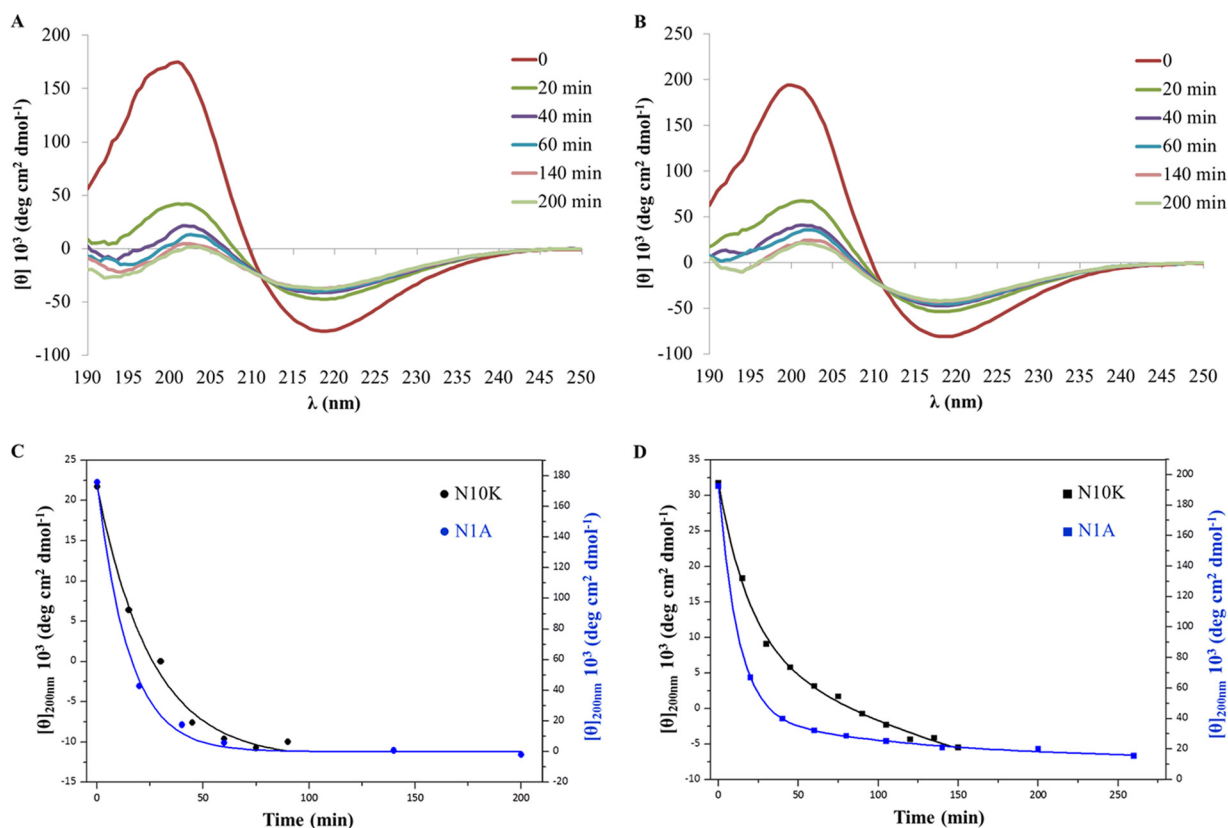 A
[θ] 10³ (deg cm² dmol⁻¹)
200
150
100
50
0
-50
-100
190 195 200 205 210 215 220 225 230 235 240 245 250
λ (nm)
0
20 min
40 min
60 min
140 min
200 min
B
[θ] 10³ (deg cm² dmol⁻¹)
250
200
150
100
50
0
-50
-100
190 195 200 205 210 215 220 225 230 235 240 245 250
λ (nm)
0
20 min
40 min
60 min
140 min
200 min
C
[θ]200nm 10³ (deg cm² dmol⁻¹)
25
20
15
10
5
0
-5
-10
-15
0 50 100 150 200
Time (min)
N10K
N1A
180
160
140
120
100
80
60
40
20
0
-20
[θ]200nm 10³ (deg cm² dmol⁻¹)
D
[θ]200nm 10³ (deg cm² dmol⁻¹)
35
30
25
20
15
10
5
0
-5
-10
0 50 100 150 200 250
Time (min)
N10K
N1A
200
180
160
140
120
100
80
60
40
20
0
[θ]200nm 10³ (deg cm² dmol⁻¹)